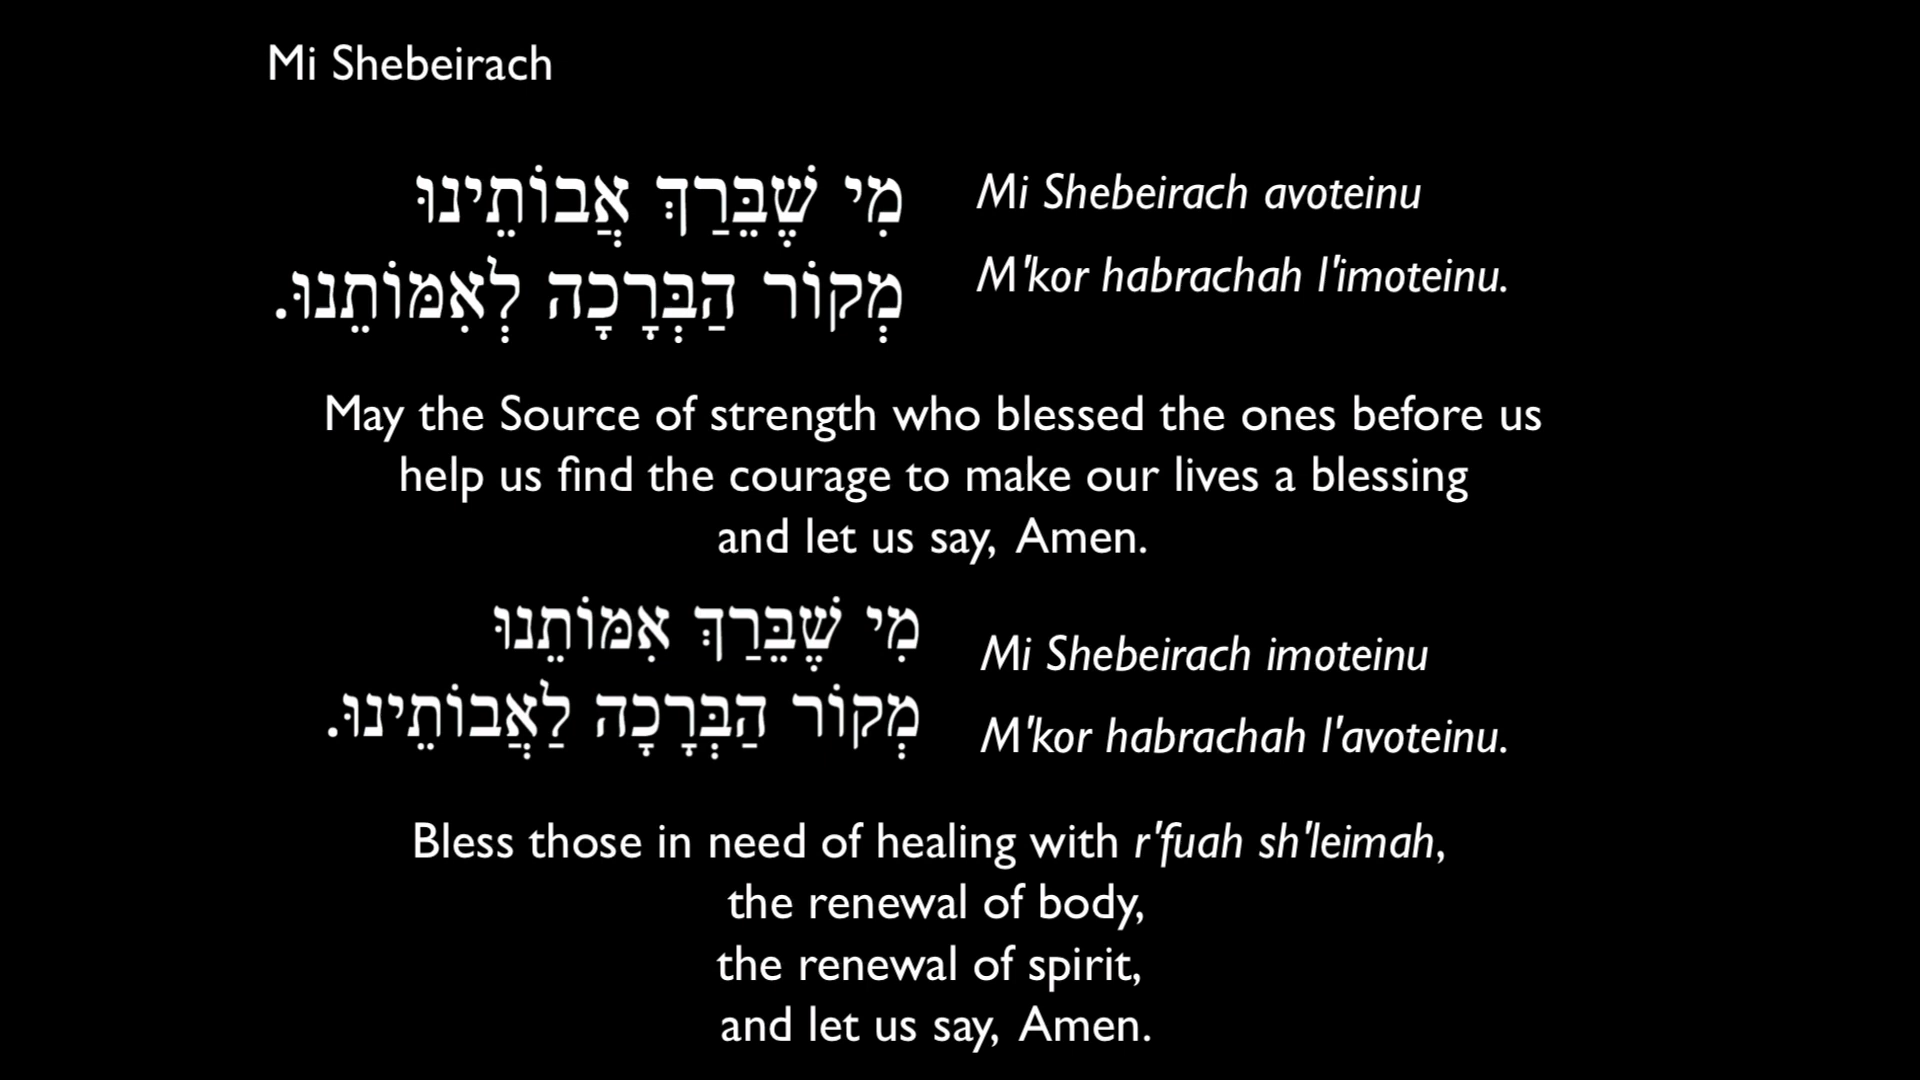 Mi Shebeirach
מִי שֶׁבֵּרַךְ אֲבוֹתֵינוּ
Mi Shebeirach avoteinu
מְקוֹר הַבְּרָכָה לְאִמּוֹתֵנוּ.
M'kor habrachah l'imoteinu.
May the Source of strength who blessed the ones before us
help us find the courage to make our lives a blessing
and let us say, Amen.
מִי שֶׁבֵּרַךְ אִמּוֹתֵנוּ
Mi Shebeirach imoteinu
מְקוֹר הַבְּרָכָה לַאֲבוֹתֵינוּ.
M'kor habrachah l'avoteinu.
Bless those in need of healing with r'fuah sh'leimah,
the renewal of body,
the renewal of spirit,
and let us say, Amen.